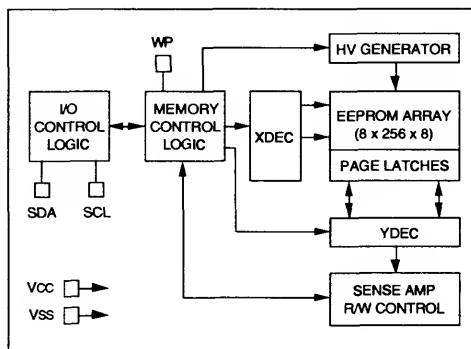 WP
HV GENERATOR
I/O
CONTROL
LOGIC
MEMORY
CONTROL
LOGIC
XDEC
EEPROM ARRAY
(8 x 256 x 8)
PAGE LATCHES
SDA
SCL
YDEC
VCC
VSS
SENSE AMP
R/W CONTROL